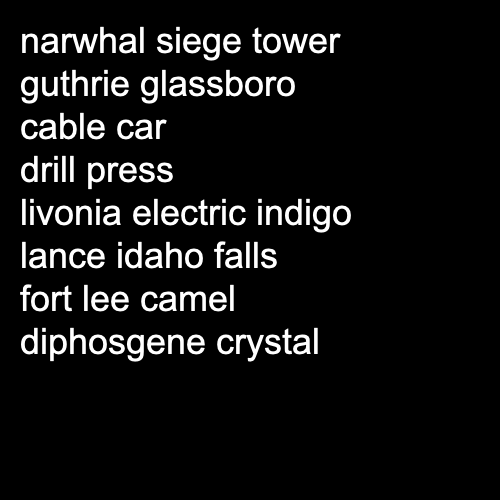 narwhal siege tower
guthrie glassboro
cable car
drill press
livonia electric indigo
lance idaho falls
fort lee camel
diphosgene crystal